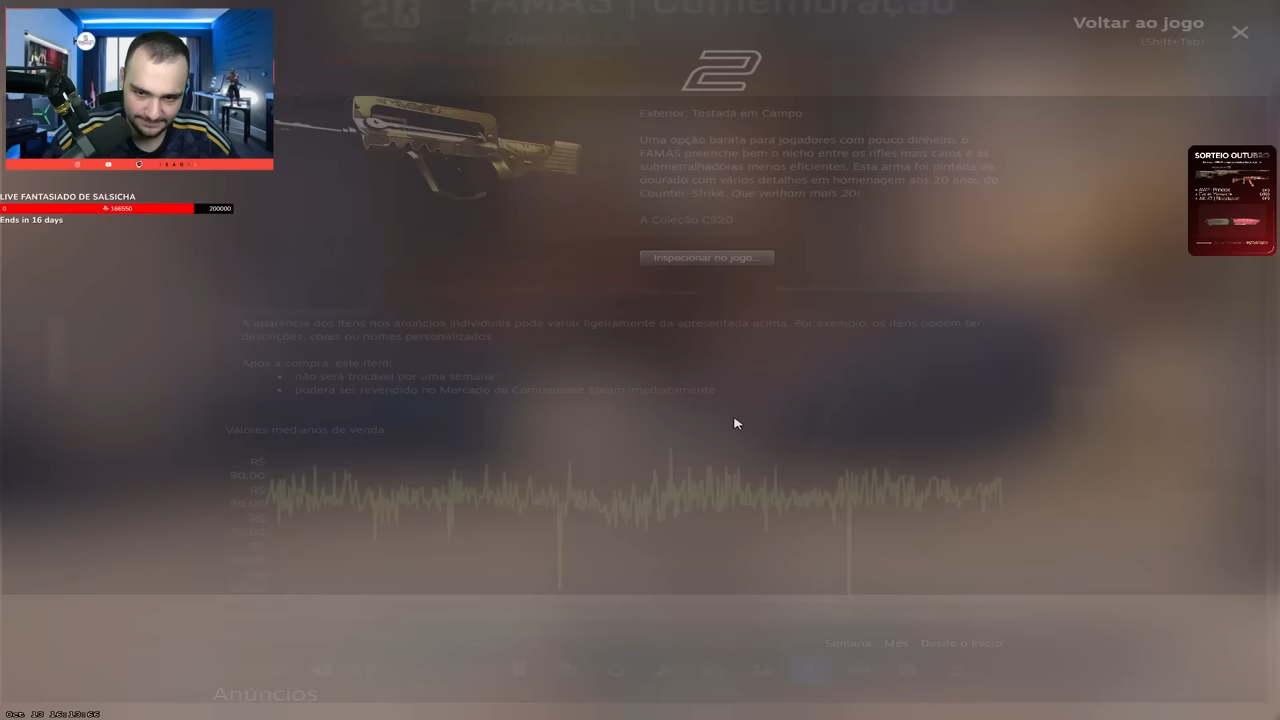 FAMAS | Comemoração
Voltar ao jogo
(Shift+Tab)
Exterior: Testada em Campo
Uma opção barata para jogadores com pouco dinheiro, o
FAMAS preenche bem o nicho entre os rifles mais caros e as
submetralhadoras menos eficientes. Esta arma foi pintada de
dourado com vários detalhes em homenagem aos 20 anos do
Counter-Strike. Que venham mais 20!
A Coleção CS20
Inspecionar no jogo...
SORTEIO OUTUBRO
LIVE FANTASIADO DE SALSICHA
0 166550 200000
Ends in 16 days
A aparência dos itens nos anúncios individuais pode variar ligeiramente da apresentada acima. Por exemplo, os itens podem ter
descrições, cores ou nomes personalizados.
Após a compra, este item:
não será trocável por uma semana
poderá ser revendido no Mercado da Comunidade Steam imediatamente
Valores medianos de venda
R$
90.00
R$
Semana Mês Desde o início
Anúncios